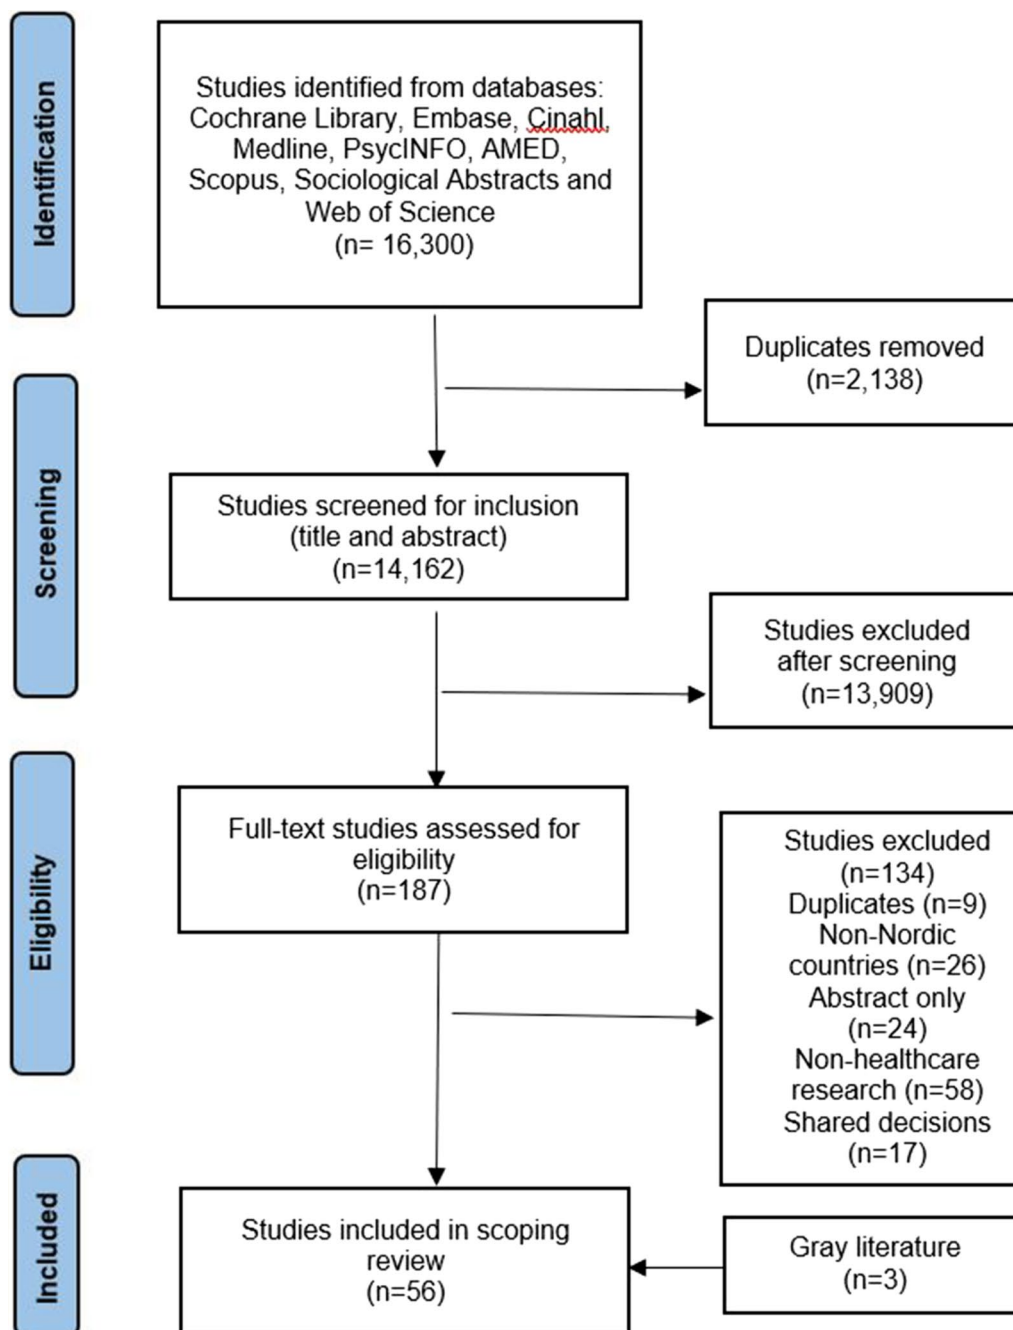 Identification
Studies identified from databases:
Cochrane Library, Embase, Cinahl,
Medline, PsycINFO, AMED,
Scopus, Sociological Abstracts and
Web of Science
(n= 16,300)
Duplicates removed
(n=2,138)
Screening
Studies screened for inclusion
(title and abstract)
(n=14,162)
Studies excluded
after screening
(n=13,909)
Eligibility
Full-text studies assessed for
eligibility
(n=187)
Studies excluded
(n=134)
Duplicates (n=9)
Non-Nordic
countries (n=26)
Abstract only
(n=24)
Non-healthcare
research (n=58)
Shared decisions
(n=17)
Included
Studies included in scoping
review
(n=56)
Gray literature
(n=3)